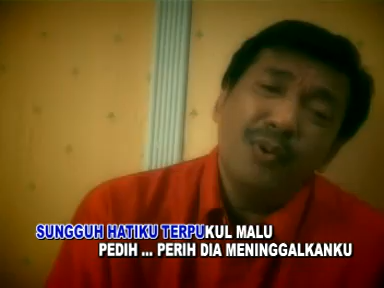 SUNGGUH HATIKU TERPUKUL MALU
PEDIH ... PERIH DIA MENINGGALKANKU